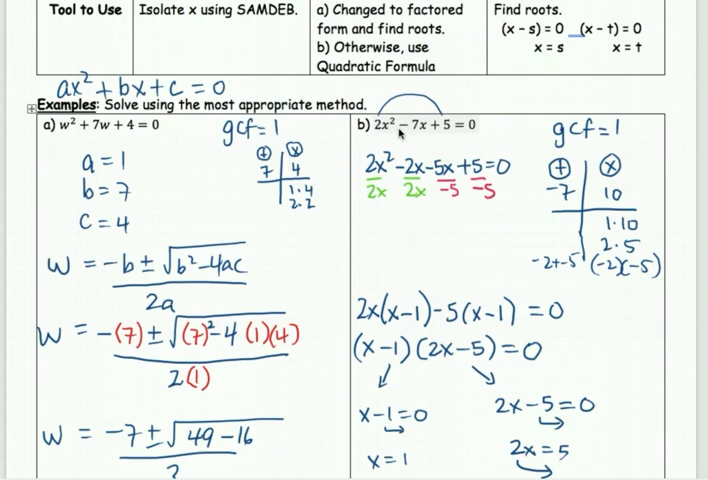 Tool to Use
Isolate x using SAMDEB.
a) Changed to factored
form and find roots.
b) Otherwise, use
Quadratic Formula
Find roots.
(x - s) = 0   (x - t) = 0
x = s   x = t
ax² + bx + c = 0
Examples: Solve using the most appropriate method.
a) w² + 7w + 4 = 0
gcf = 1
+ | ×
7 | 4
1·4
2·2
a = 1
b = 7
c = 4
w = -b ± √b² - 4ac
2a
w = -(7) ± √(7)² - 4 (1)(4)
2(1)
w = -7 ± √49 - 16
2
b) 2x² − 7x + 5 = 0
gcf = 1
2x² - 2x - 5x + 5 = 0
2x 2x -5 -5
+ | ×
-7 | 10
1·10
2·5
-2+-5 | (-2)(-5)
2x(x-1) - 5(x-1) = 0
(x-1)(2x-5) = 0
x-1=0
2x-5=0
x=1
2x=5